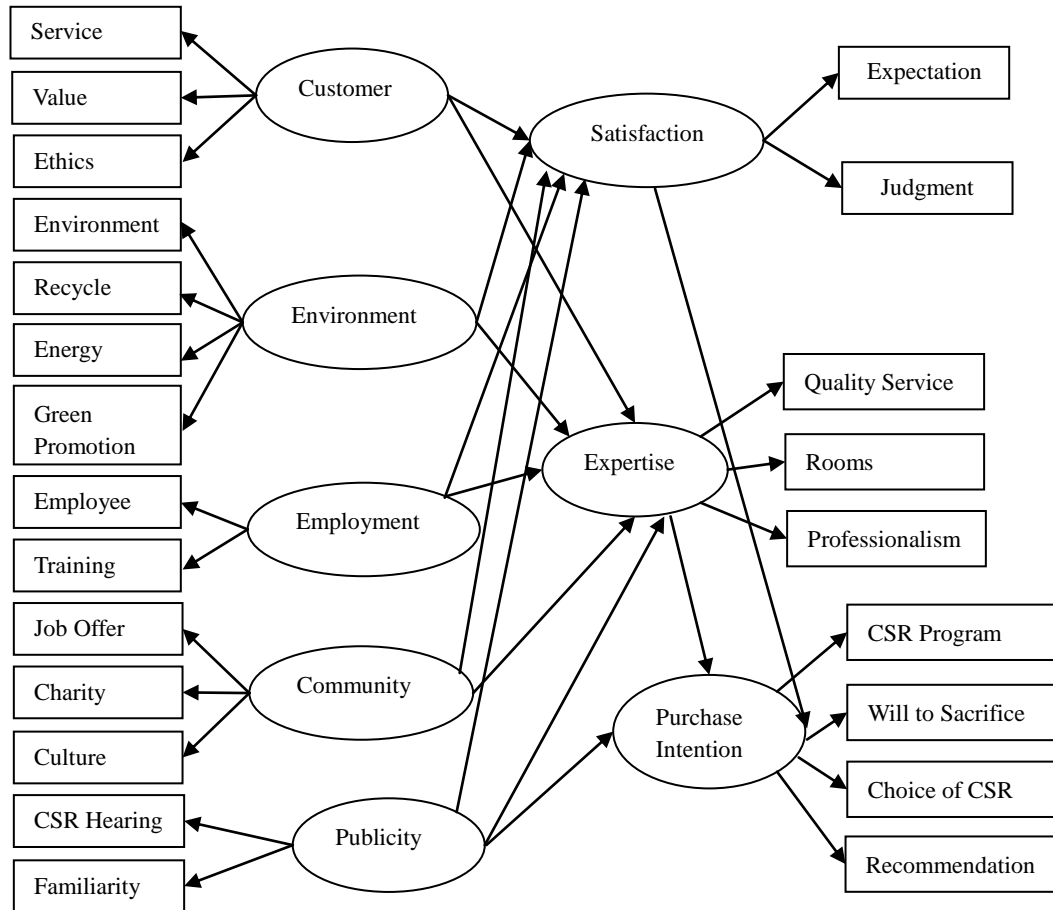 Service
Value
Ethics
Environment
Recycle
Energy
Green
Promotion
Employee
Training
Job Offer
Charity
Culture
CSR Hearing
Familiarity
Customer
Environment
Employment
Community
Publicity
Satisfaction
Expertise
Purchase
Intention
Expectation
Judgment
Quality Service
Rooms
Professionalism
CSR Program
Will to Sacrifice
Choice of CSR
Recommendation